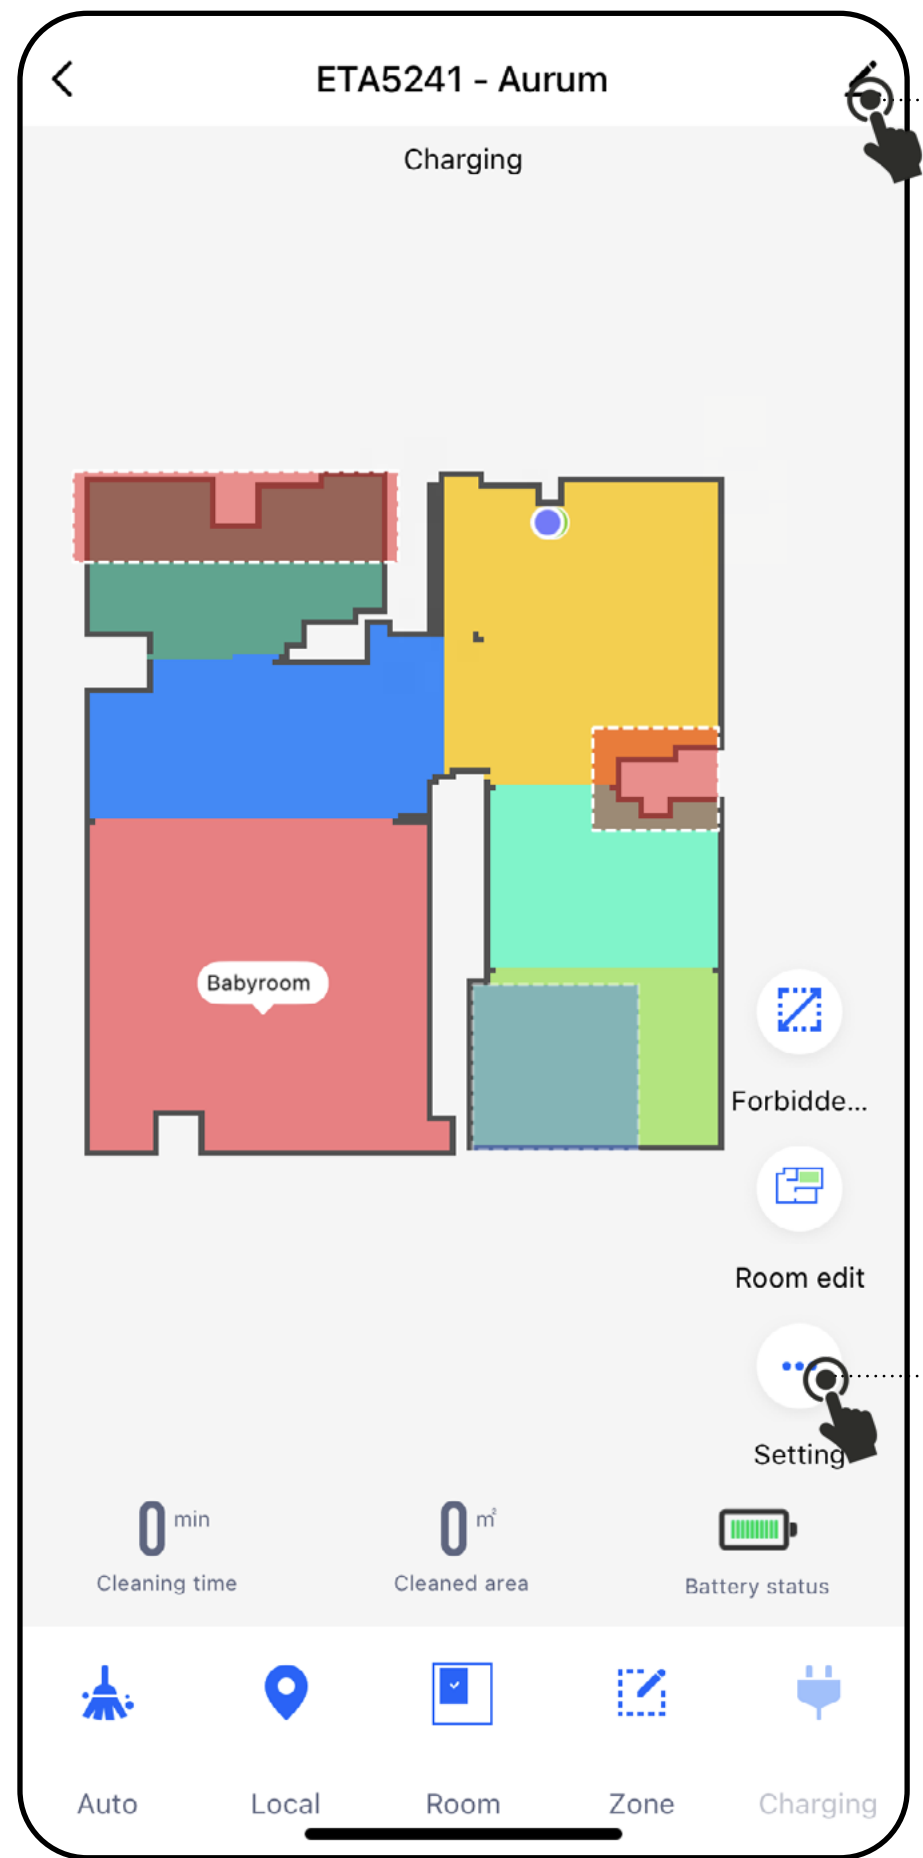 ETA5241 - Aurum
Charging
Babyroom
Forbidde...
Room edit
Setting
0 min
Cleaning time
0 ㎡
Cleaned area
Battery status
Auto
Local
Room
Zone
Charging